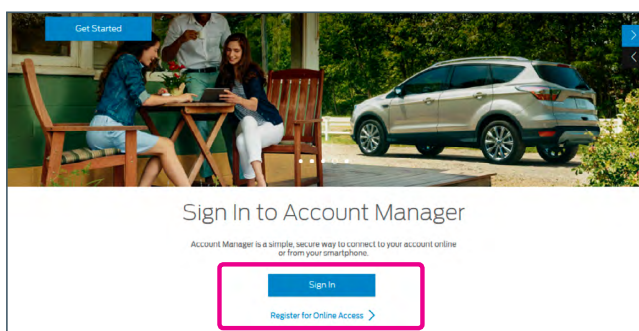 Get Started
Sign In to Account Manager
Account Manager is a simple, secure way to connect to your account online
or from your smartphone.
Sign In
Register for Online Access